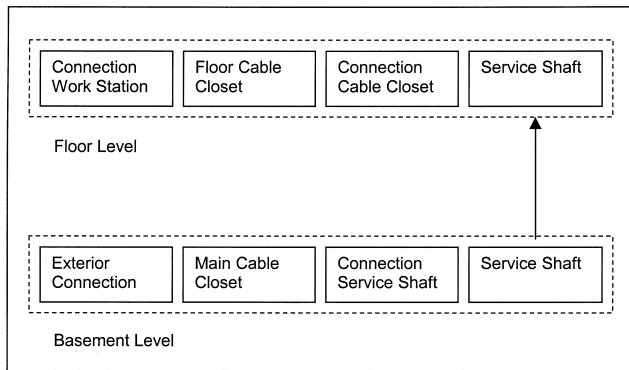 Connection
Work Station
Floor Cable
Closet
Connection
Cable Closet
Service Shaft
Floor Level
Exterior
Connection
Main Cable
Closet
Connection
Service Shaft
Service Shaft
Basement Level